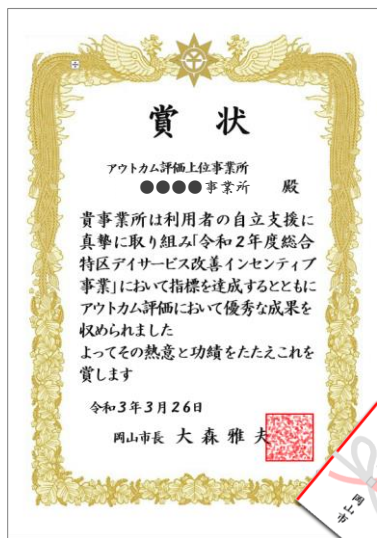 賞状
アウトカム評価上位事業所
●●●●事業所 殿
貴事業所は利用者の自立支援に
真摯に取り組み「令和2年度総合
特区デイサービス改善インセンティブ
事業」において指標を達成するとともに
アウトカム評価において優秀な成果を
収められました
よってその熱意と功績をたたえこれを
賞します
令和3年3月26日
岡山市長 大森雅夫
岡山市